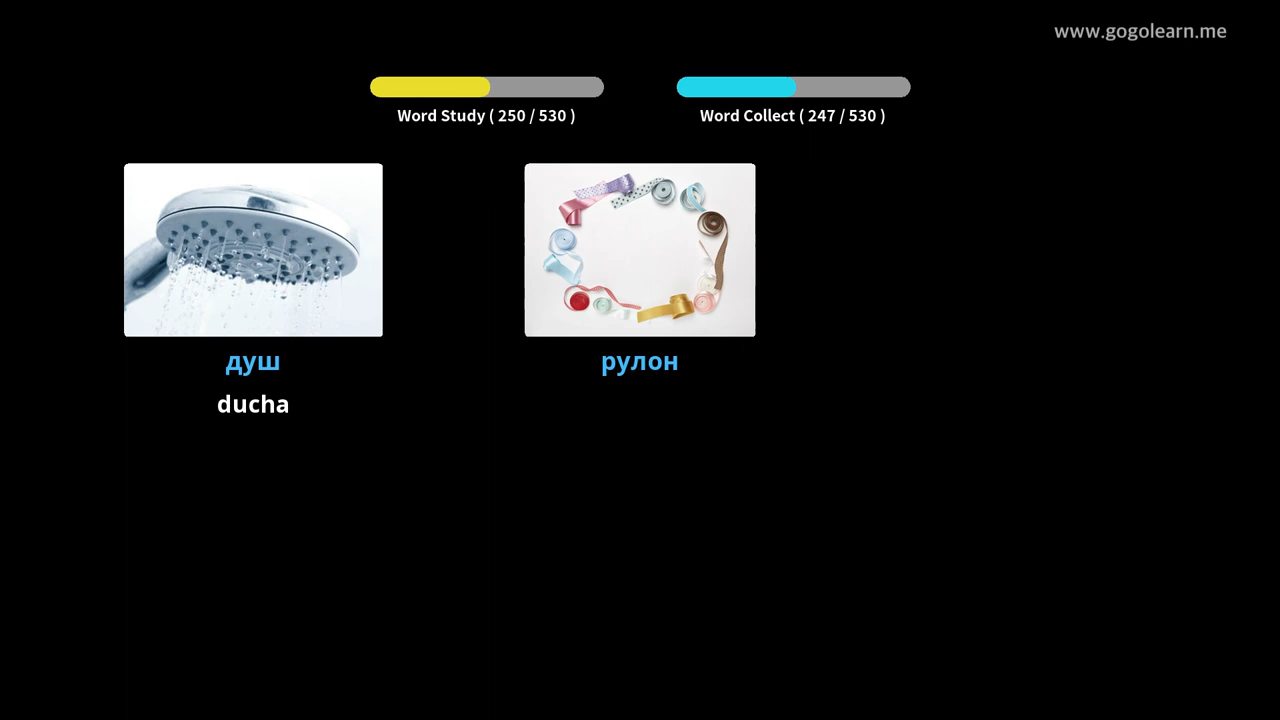 www.gogolearn.me
Word Study ( 250 / 530 )
Word Collect ( 247 / 530 )
душ
рулон
ducha